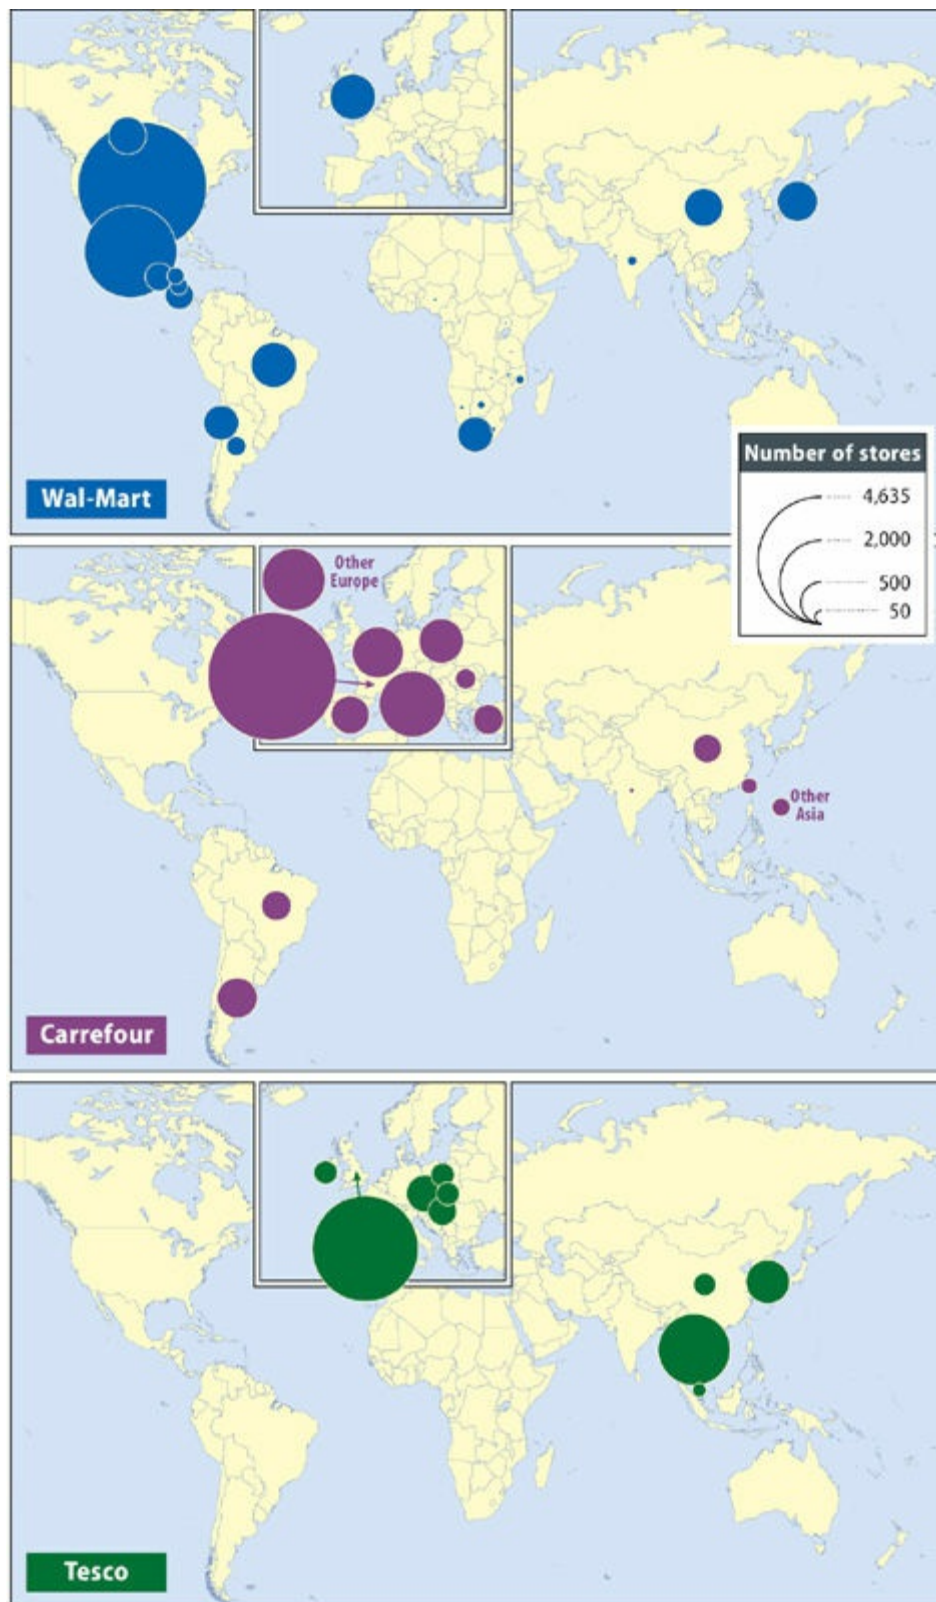 Wal-Mart
Number of stores
4,635
2,000
500
50
Other
Europe
Other
Asia
Carrefour
Tesco